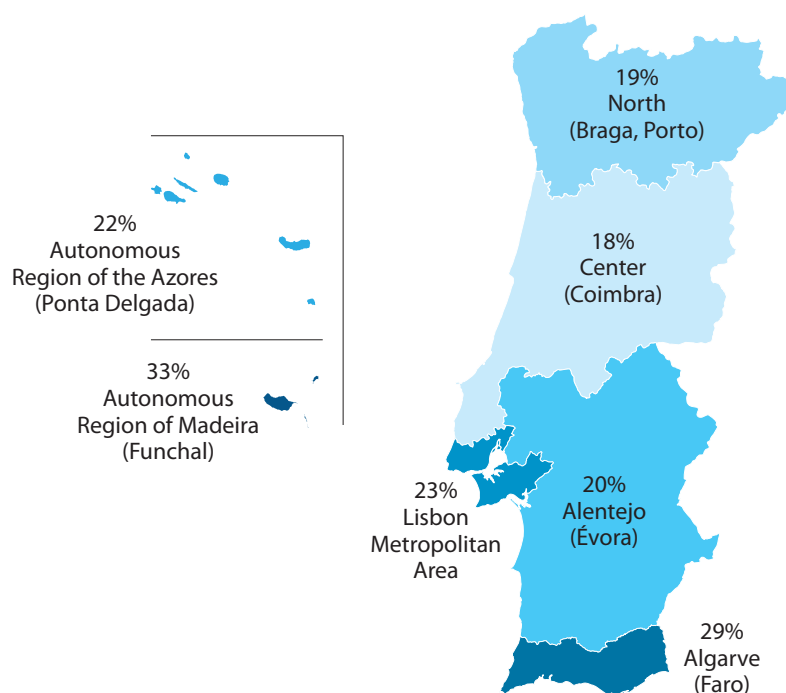 19%
North
(Braga, Porto)
22%
Autonomous
Region of the Azores
(Ponta Delgada)
18%
Center
(Coimbra)
33%
Autonomous
Region of Madeira
(Funchal)
23%
Lisbon
Metropolitan
Area
20%
Alentejo
(Évora)
29%
Algarve
(Faro)